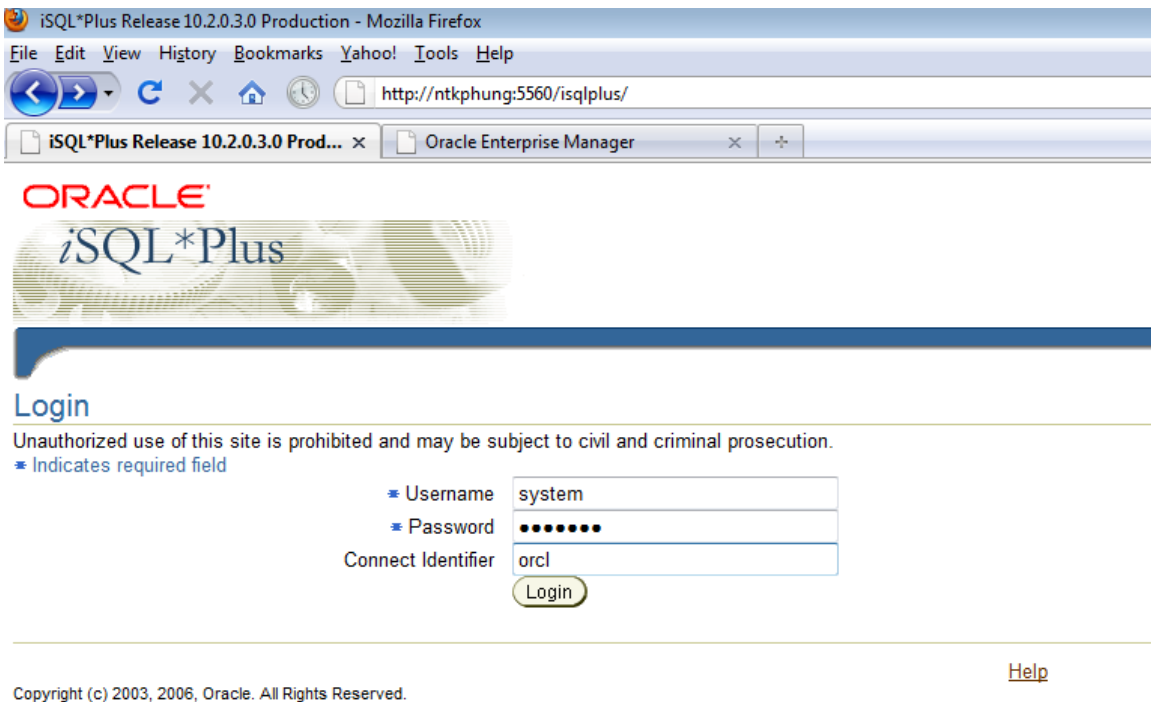 iSQL*Plus Release 10.2.0.3.0 Production - Mozilla Firefox
File Edit View History Bookmarks Yahoo! Tools Help
http://ntkphung:5560/isqlplus/
iSQL*Plus Release 10.2.0.3.0 Prod... Oracle Enterprise Manager
ORACLE
iSQL*Plus
Login
Unauthorized use of this site is prohibited and may be subject to civil and criminal prosecution.
* Indicates required field
* Username system
* Password •••••••
Connect Identifier orcl
Login
Help
Copyright (c) 2003, 2006, Oracle. All Rights Reserved.